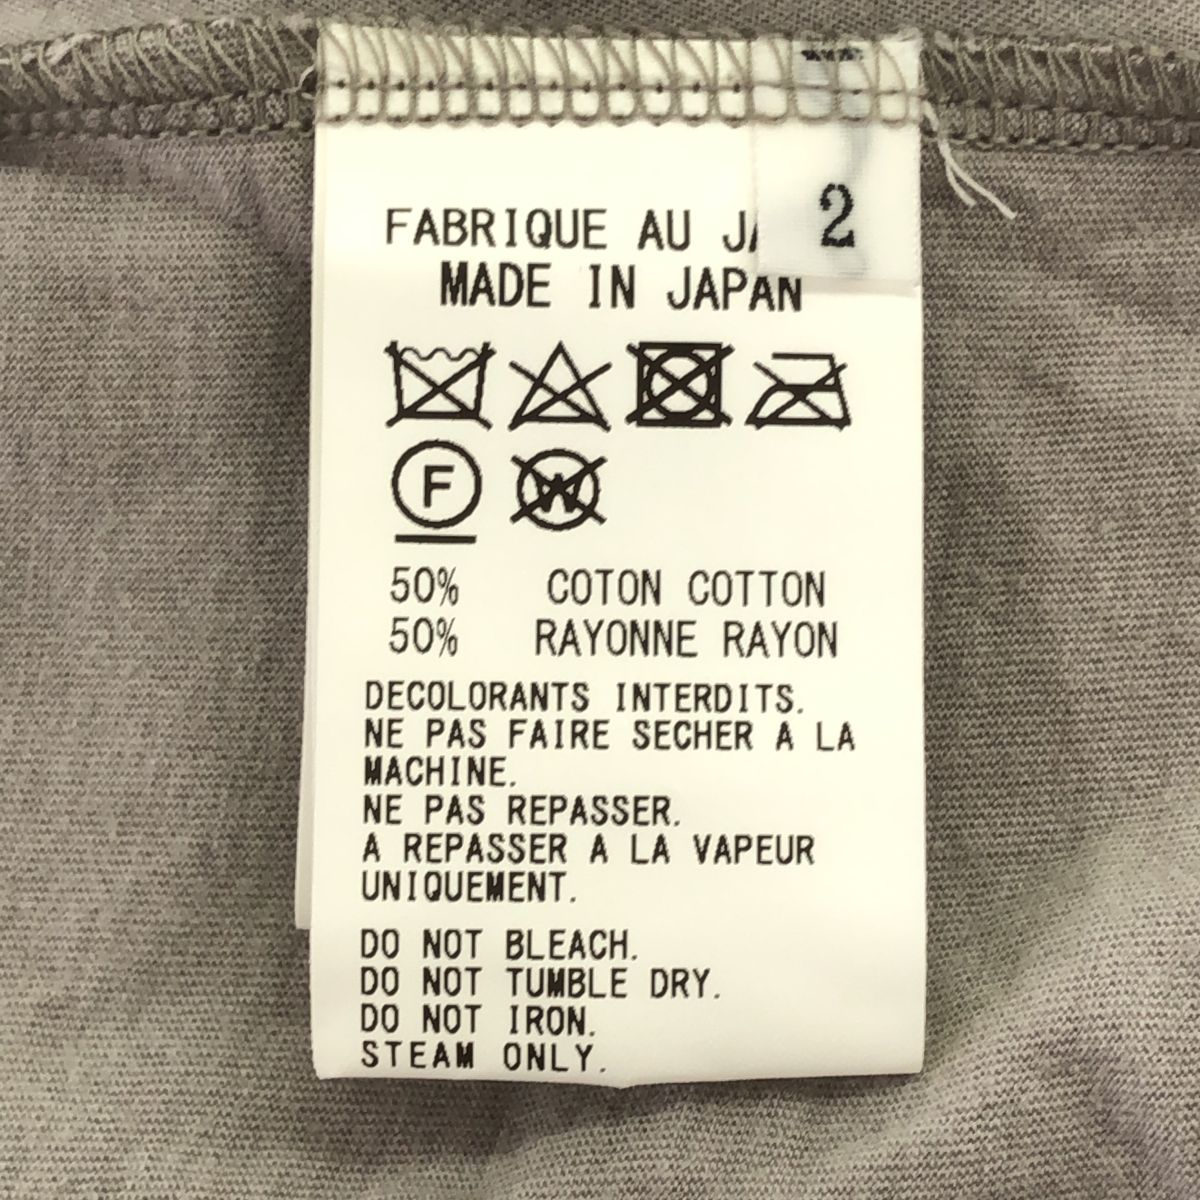 2
FABRIQUE AU
MADE IN JAPAN
F
W
50% COTON COTTON
50% RAYONNE RAYON
DECOLORANTS INTERDITS.
NE PAS FAIRE SECHER A LA
MACHINE.
NE PAS REPASSER.
A REPASSER A LA VAPEUR
UNIQUEMENT.
DO NOT BLEACH.
DO NOT TUMBLE DRY.
DO NOT IRON.
STEAM ONLY.